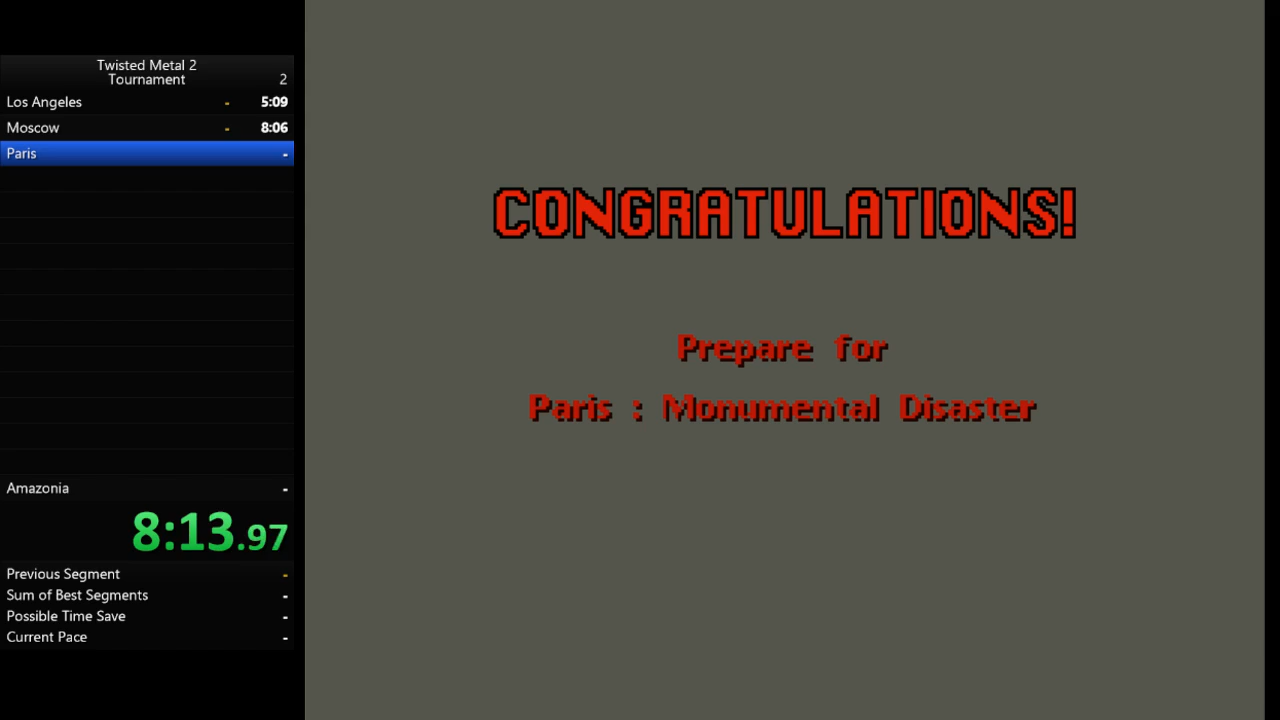 Twisted Metal 2
Tournament 2
Los Angeles - 5:09
Moscow - 8:06
Paris -
Amazonia -
8:13.97
Previous Segment -
Sum of Best Segments -
Possible Time Save -
Current Pace -
CONGRATULATIONS!
Prepare for
Paris : Monumental Disaster